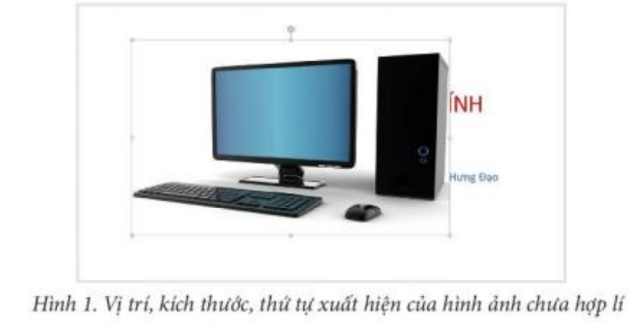 ÍNH
Hưng Đạo
Hình 1. Vị trí, kích thước, thứ tự xuất hiện của hình ảnh chưa hợp lí